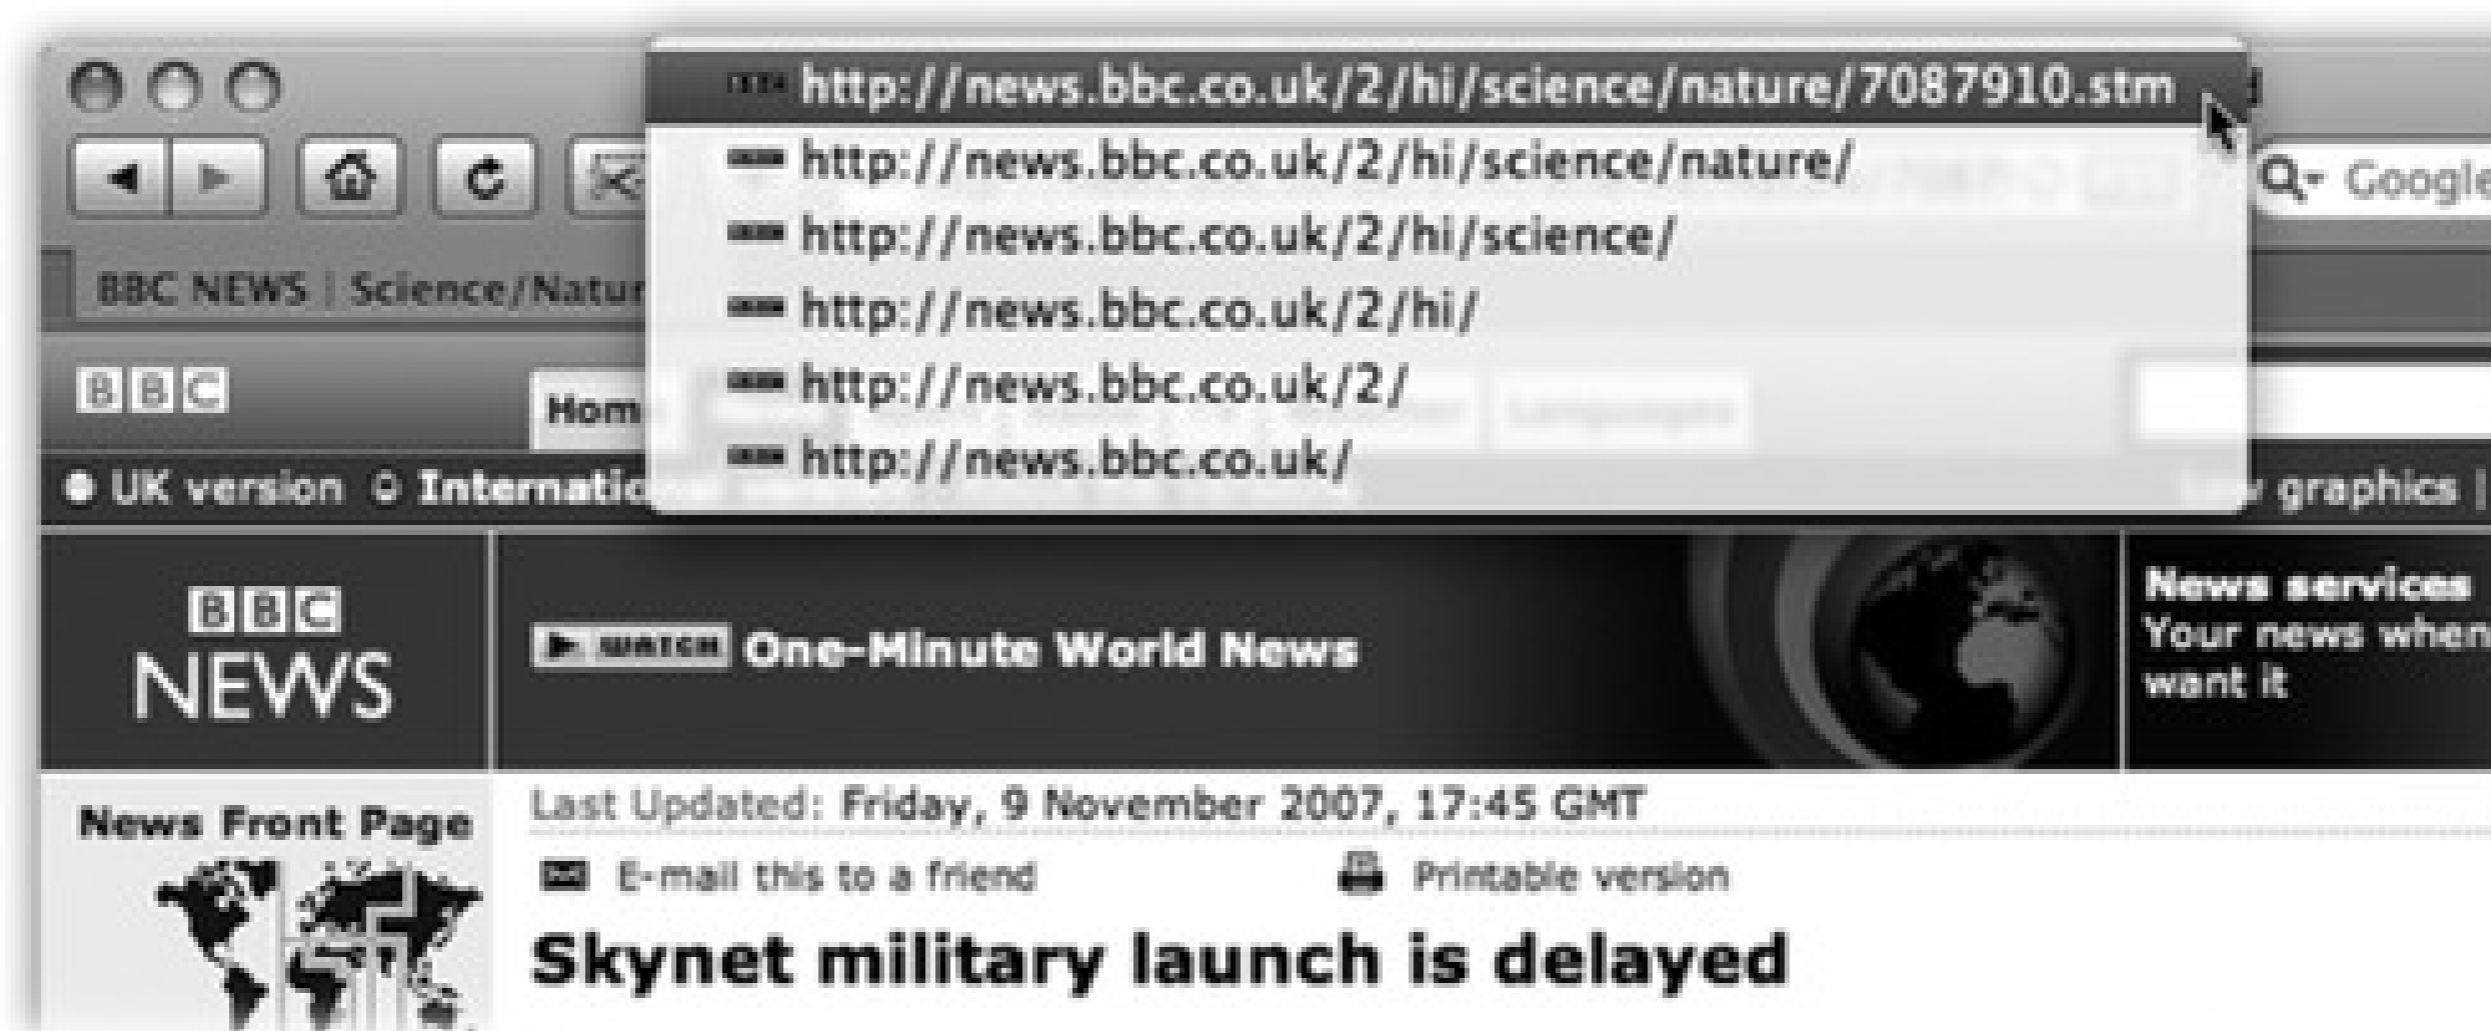 http://news.bbc.co.uk/2/hi/science/nature/7087910.stm
http://news.bbc.co.uk/2/hi/science/nature/
Google
http://news.bbc.co.uk/2/hi/science/
BBC NEWS | Science/Natur
http://news.bbc.co.uk/2/hi/
BBC
Hom
http://news.bbc.co.uk/2/
Languages
http://news.bbc.co.uk/
UK version
Internatio
graphics |
BBC
NEWS
WATCH One-Minute World News
News services
Your news when
want it
News Front Page
Last Updated: Friday, 9 November 2007, 17:45 GMT
E-mail this to a friend
Printable version
Skynet military launch is delayed